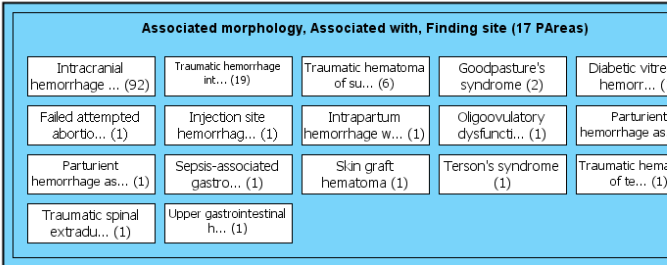 Associated morphology, Associated with, Finding site (17 PAreas)
Intracranial
hemorrhage ... (92)
Traumatic hemorrhage
int... (19)
Traumatic hematoma
of su... (6)
Goodpasture's
syndrome (2)
Diabetic vitre
hemorr... (
Failed attempted
abortio... (1)
Injection site
hemorrhag... (1)
Intrapartum
hemorrhage w... (1)
Oligoovulatory
dysfuncti... (1)
Parturient
hemorrhage as...
Parturient
hemorrhage as... (1)
Sepsis-associated
gastro... (1)
Skin graft
hematoma (1)
Terson's syndrome
(1)
Traumatic hema
of te... (1)
Traumatic spinal
extradu... (1)
Upper gastrointestinal
h... (1)